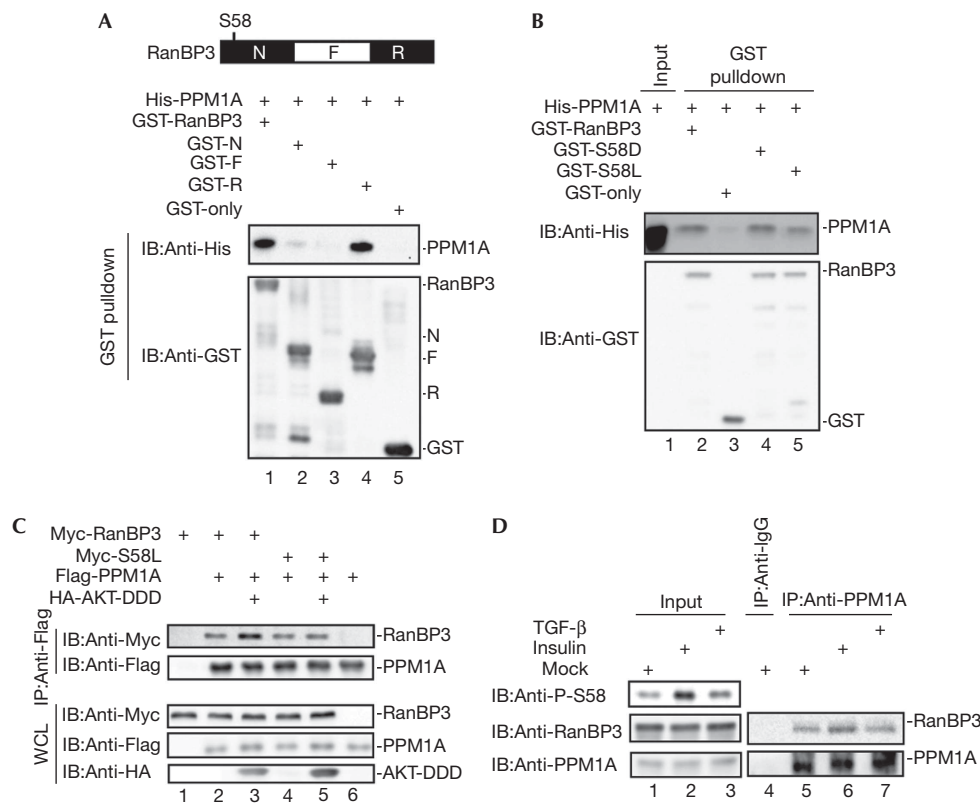 A
S58
RanBP3 N F R
His-PPM1A + + + + +
GST-RanBP3 +
GST-N +
GST-F +
GST-R +
GST-only +
GST pulldown
IB:Anti-His -PPM1A
IB:Anti-GST
-RanBP3
-N
-F
-R
-GST
1 2 3 4 5
B
Input
GST
pulldown
His-PPM1A + + + + +
GST-RanBP3 +
GST-S58D +
GST-S58L +
GST-only +
IB:Anti-His -PPM1A
-RanBP3
IB:Anti-GST
-GST
1 2 3 4 5
C
Myc-RanBP3 + + +
Myc-S58L + +
Flag-PPM1A + + + + +
HA-AKT-DDD + +
IP:Anti-Flag
IB:Anti-Myc -RanBP3
IB:Anti-Flag -PPM1A
WCL
IB:Anti-Myc -RanBP3
IB:Anti-Flag -PPM1A
IB:Anti-HA -AKT-DDD
1 2 3 4 5 6
D
Input
IP:Anti-IgG
IP:Anti-PPM1A
TGF-β + +
Insulin + +
Mock + + +
IB:Anti-P-S58
IB:Anti-RanBP3 -RanBP3
IB:Anti-PPM1A -PPM1A
1 2 3 4 5 6 7